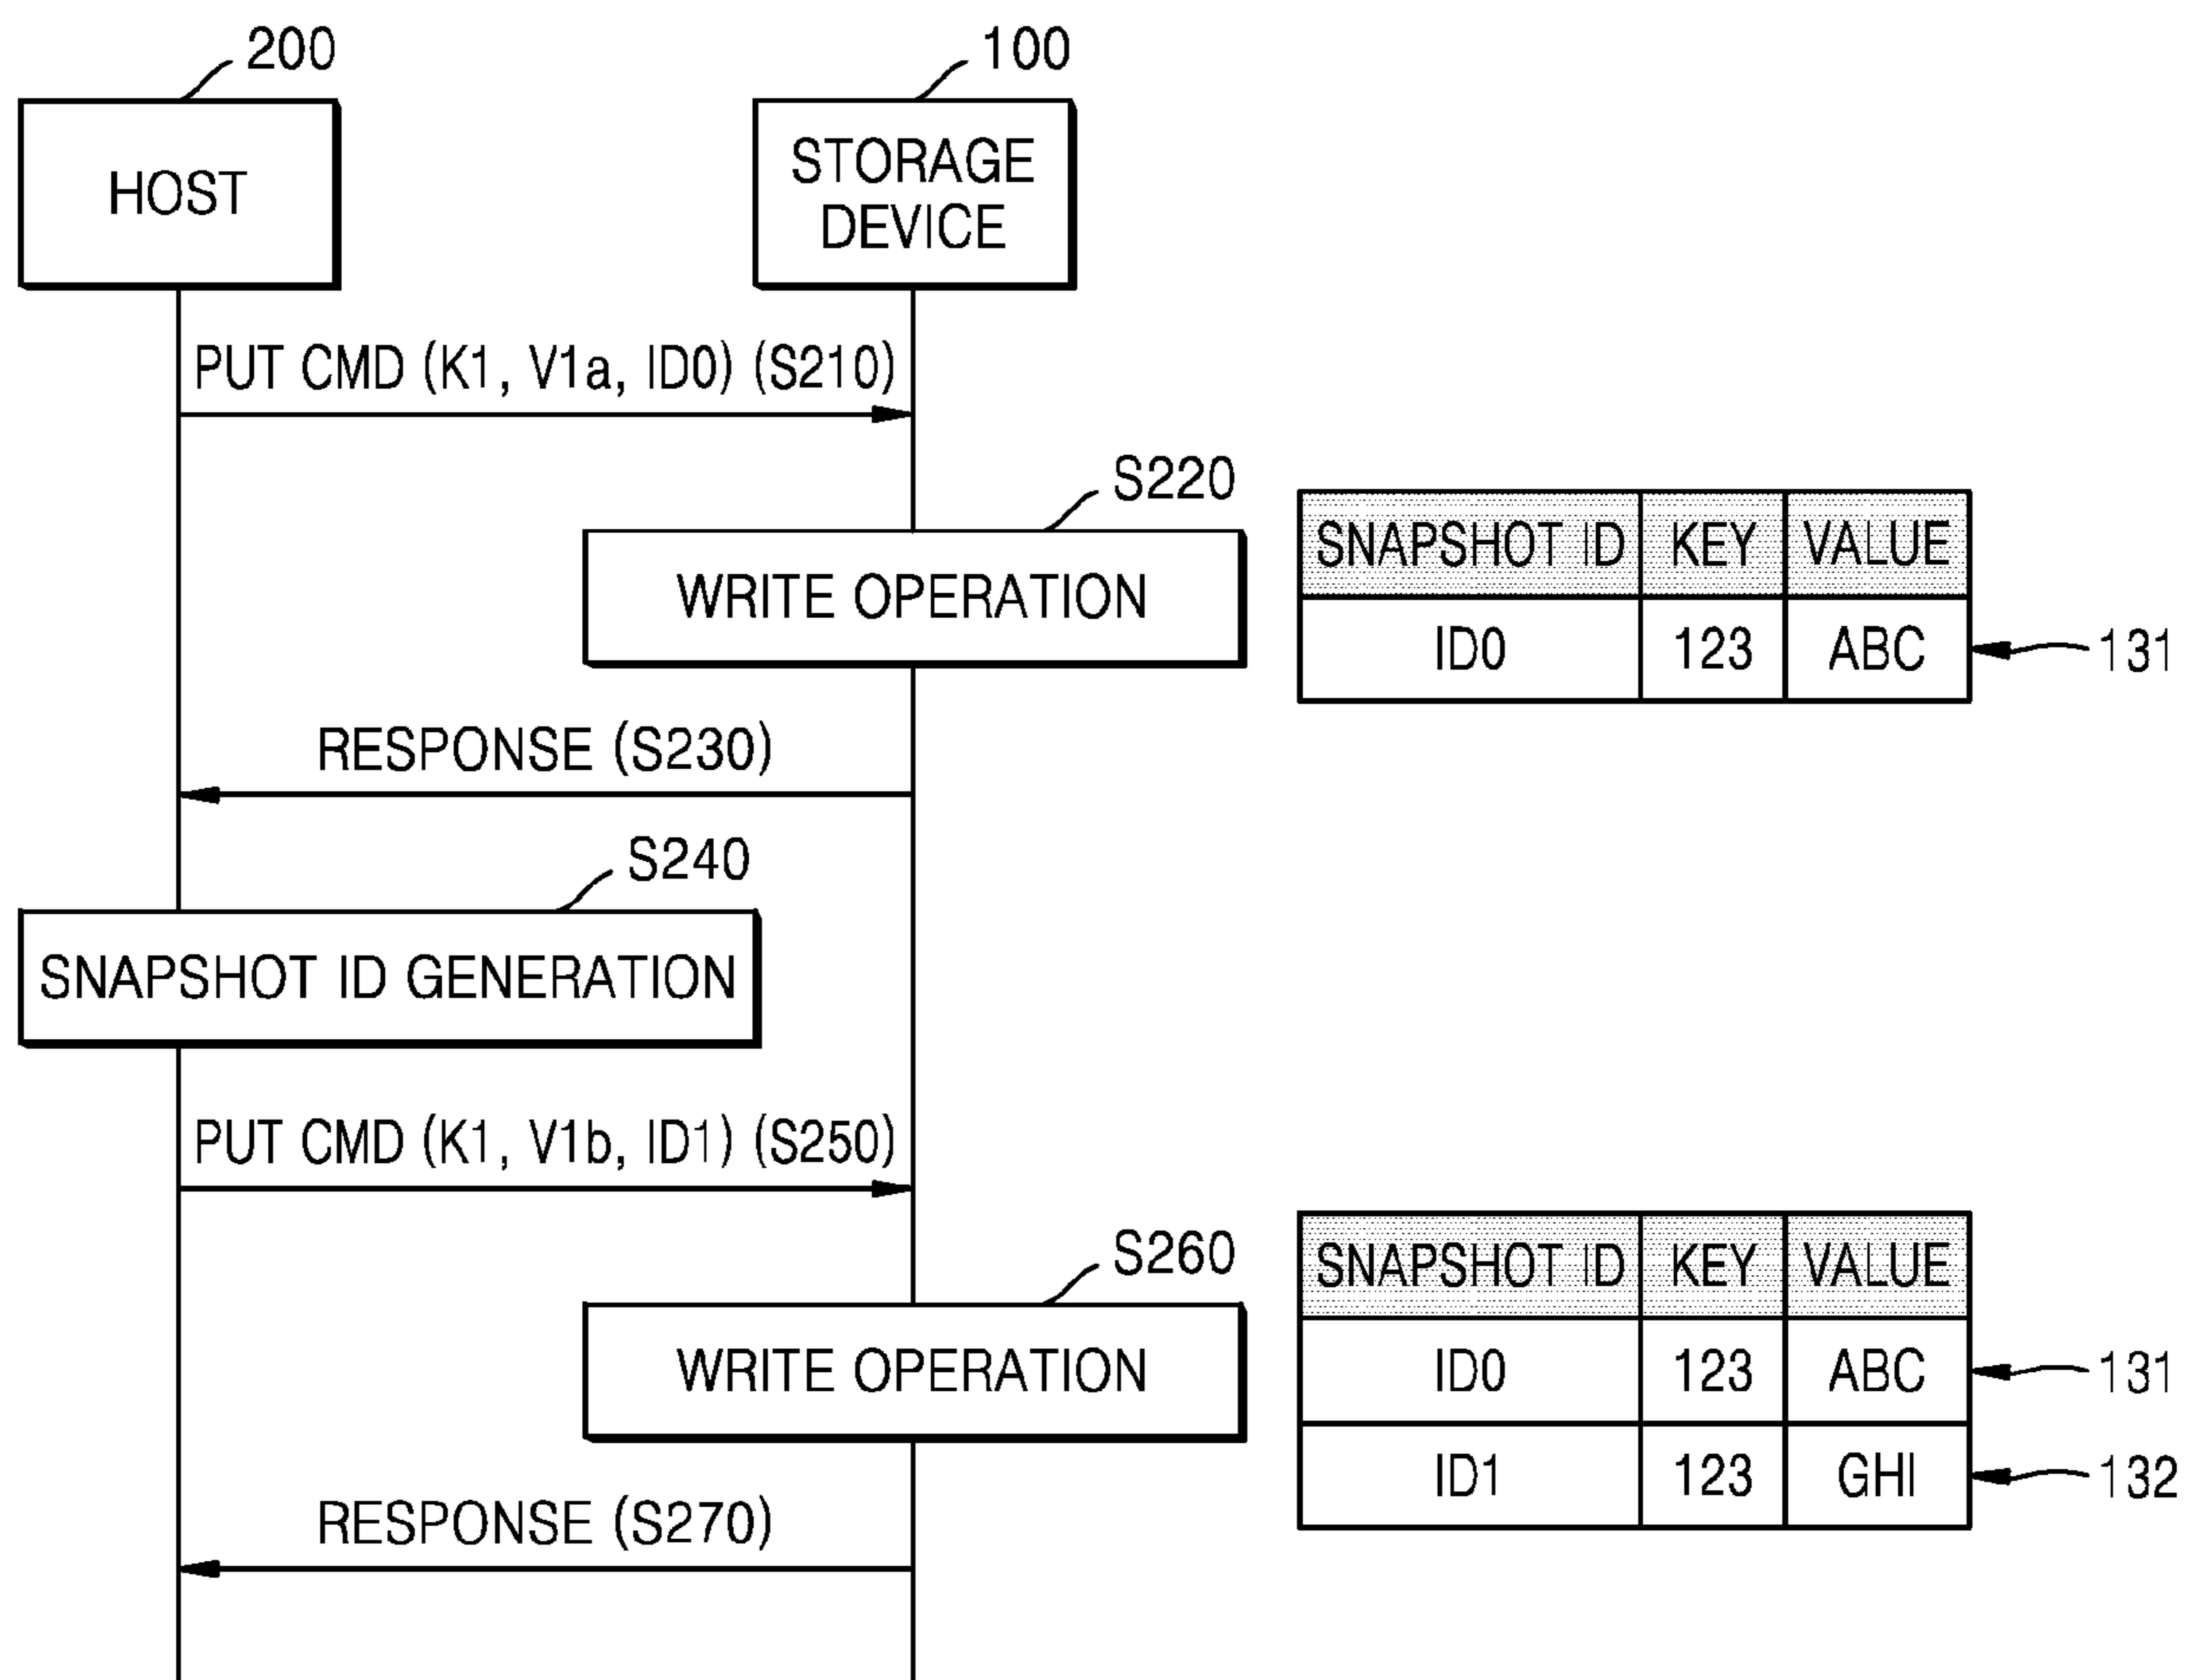 200
100
HOST
STORAGE
DEVICE
PUT CMD (K1, V1a, ID0) (S210)
S220
WRITE OPERATION
SNAPSHOT ID KEY VALUE
ID0 123 ABC
131
RESPONSE (S230)
S240
SNAPSHOT ID GENERATION
PUT CMD (K1, V1b, ID1) (S250)
S260
WRITE OPERATION
SNAPSHOT ID KEY VALUE
ID0 123 ABC
131
ID1 123 GHI
132
RESPONSE (S270)